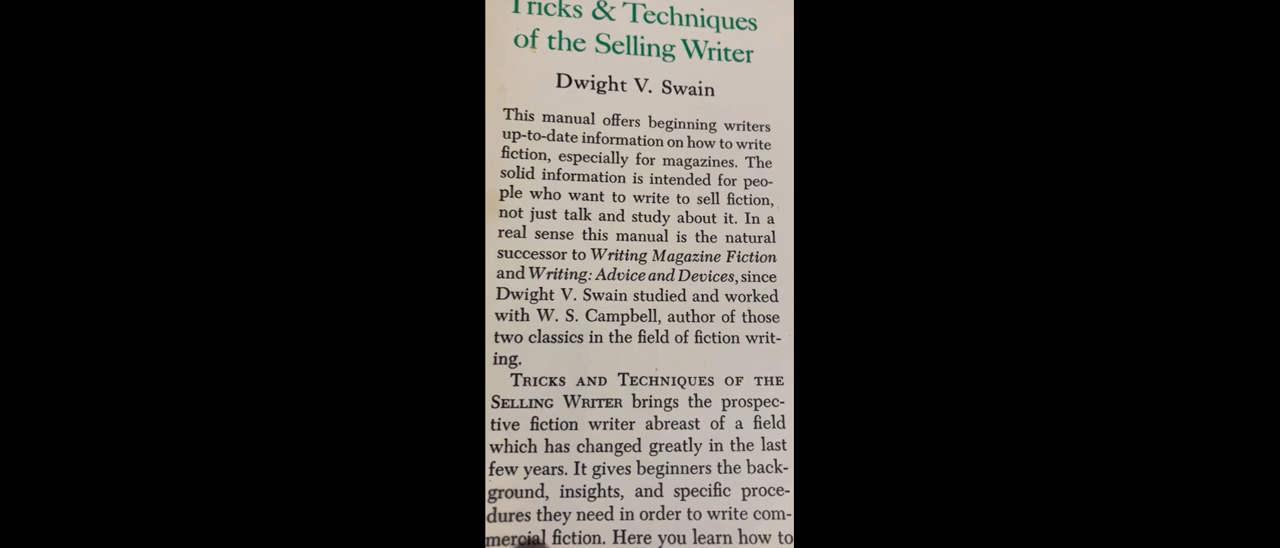 Tricks & Techniques
of the Selling Writer
Dwight V. Swain
This manual offers beginning writers
up-to-date information on how to write
fiction, especially for magazines. The
solid information is intended for peo-
ple who want to write to sell fiction,
not just talk and study about it. In a
real sense this manual is the natural
successor to Writing Magazine Fiction
and Writing: Advice and Devices, since
Dwight V. Swain studied and worked
with W. S. Campbell, author of those
two classics in the field of fiction writ-
ing.
TRICKS AND TECHNIQUES OF THE
SELLING WRITER brings the prospec-
tive fiction writer abreast of a field
which has changed greatly in the last
few years. It gives beginners the back-
ground, insights, and specific proce-
dures they need in order to write com-
mercial fiction. Here you learn how to